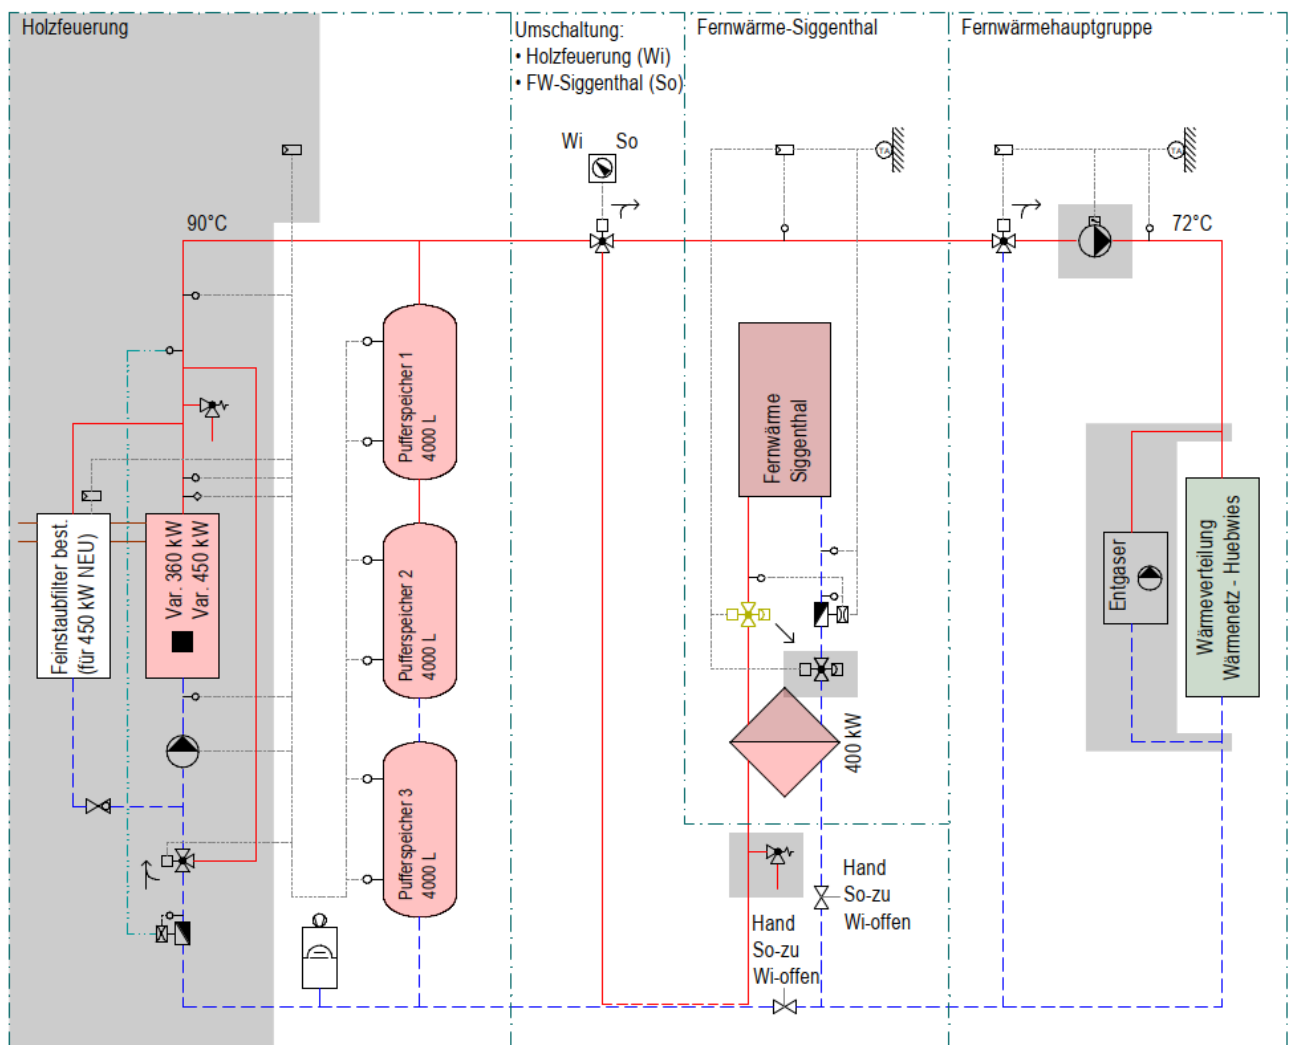 Holzfeuerung
Umschaltung:
• Holzfeuerung (Wi)
• FW-Siggenthal (So)
Fernwärme-Siggenthal
Fernwärmehauptgruppe
Wi
So
TA
TA
90°C
72°C
Pufferspeicher 1
4000 L
Fernwärme
Siggenthal
Feinstaubfilter best.
(für 450 kW NEU)
Var. 360 kW
Var. 450 kW
Pufferspeicher 2
4000 L
Entgaser
Wärmeverteilung
Wärmenetz - Huebwies
400 kW
Pufferspeicher 3
4000 L
Hand
So-zu
Wi-offen
Hand
So-zu
Wi-offen